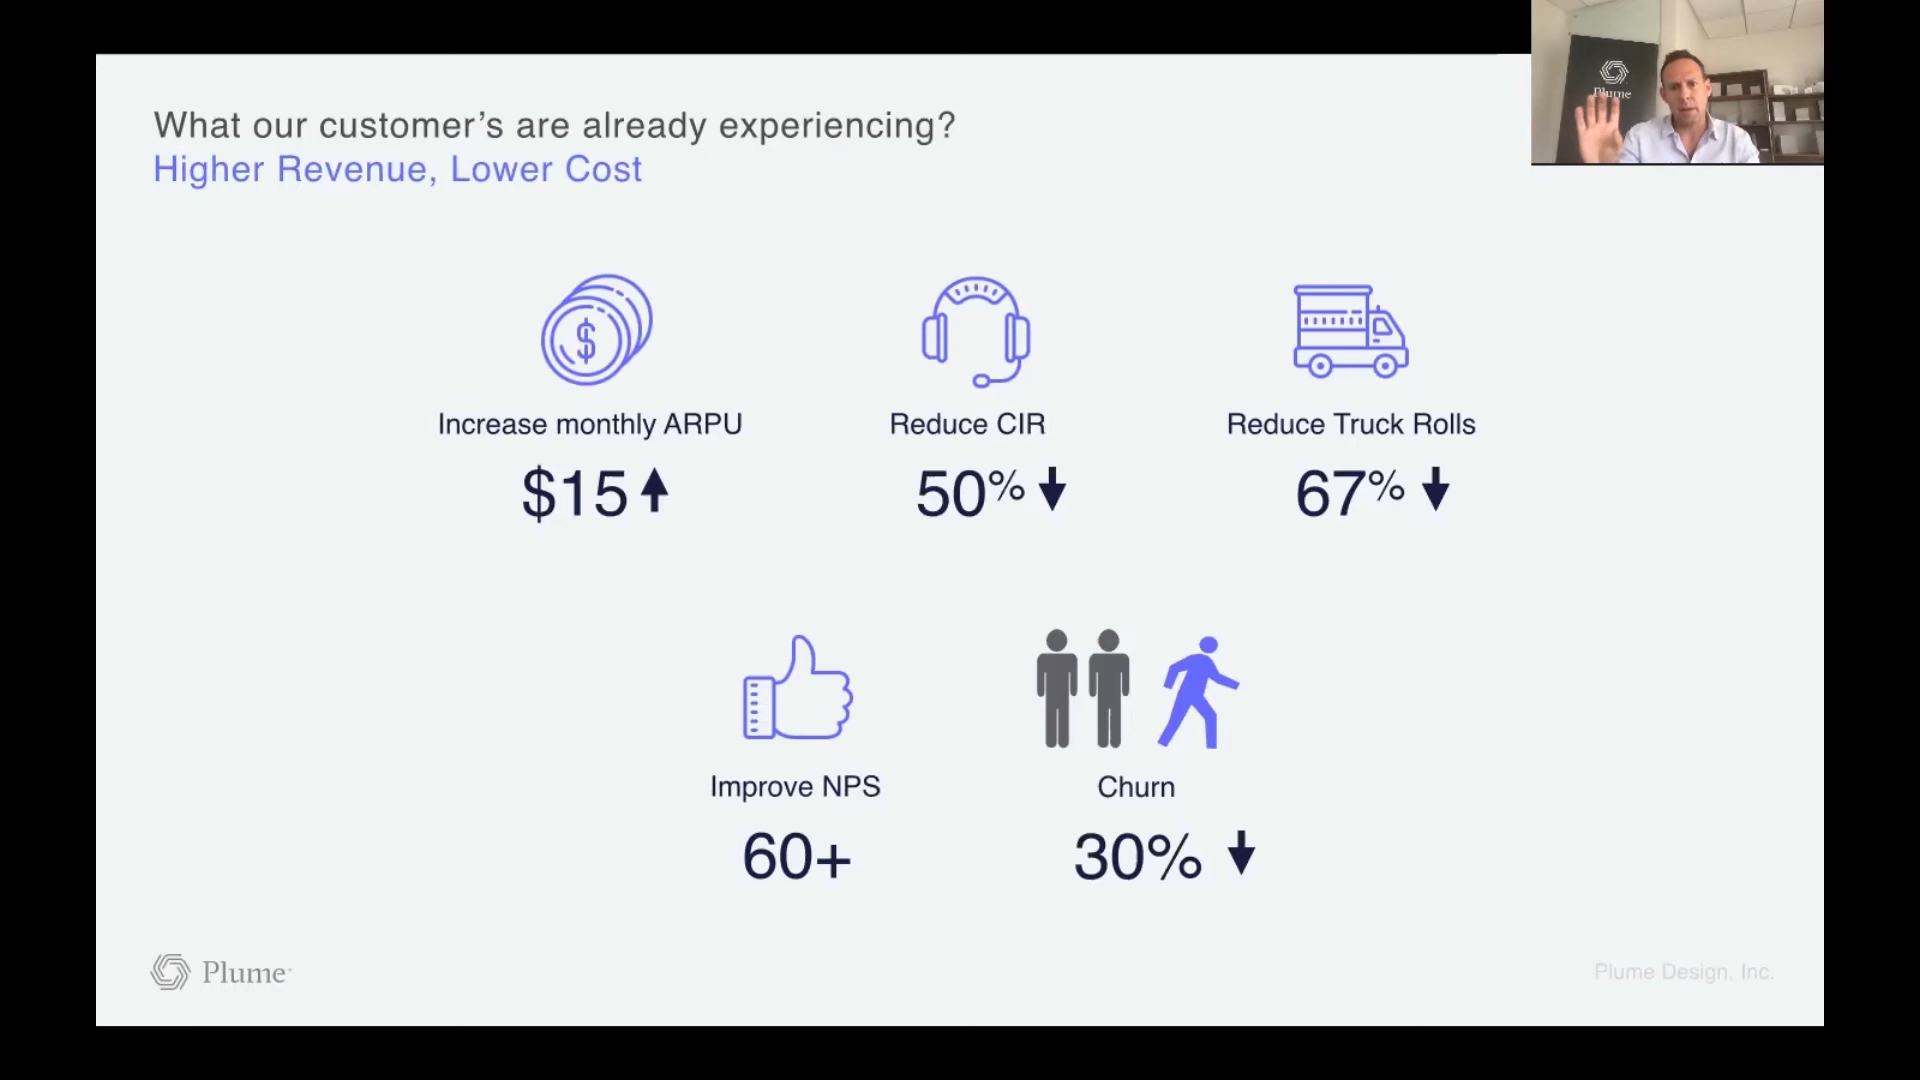 What our customer’s are already experiencing?
Higher Revenue, Lower Cost
Plume
$
Increase monthly ARPU
Reduce CIR
Reduce Truck Rolls
$15
50%
67%
Improve NPS
Churn
60+
30%
Plume
Plume Design, Inc.